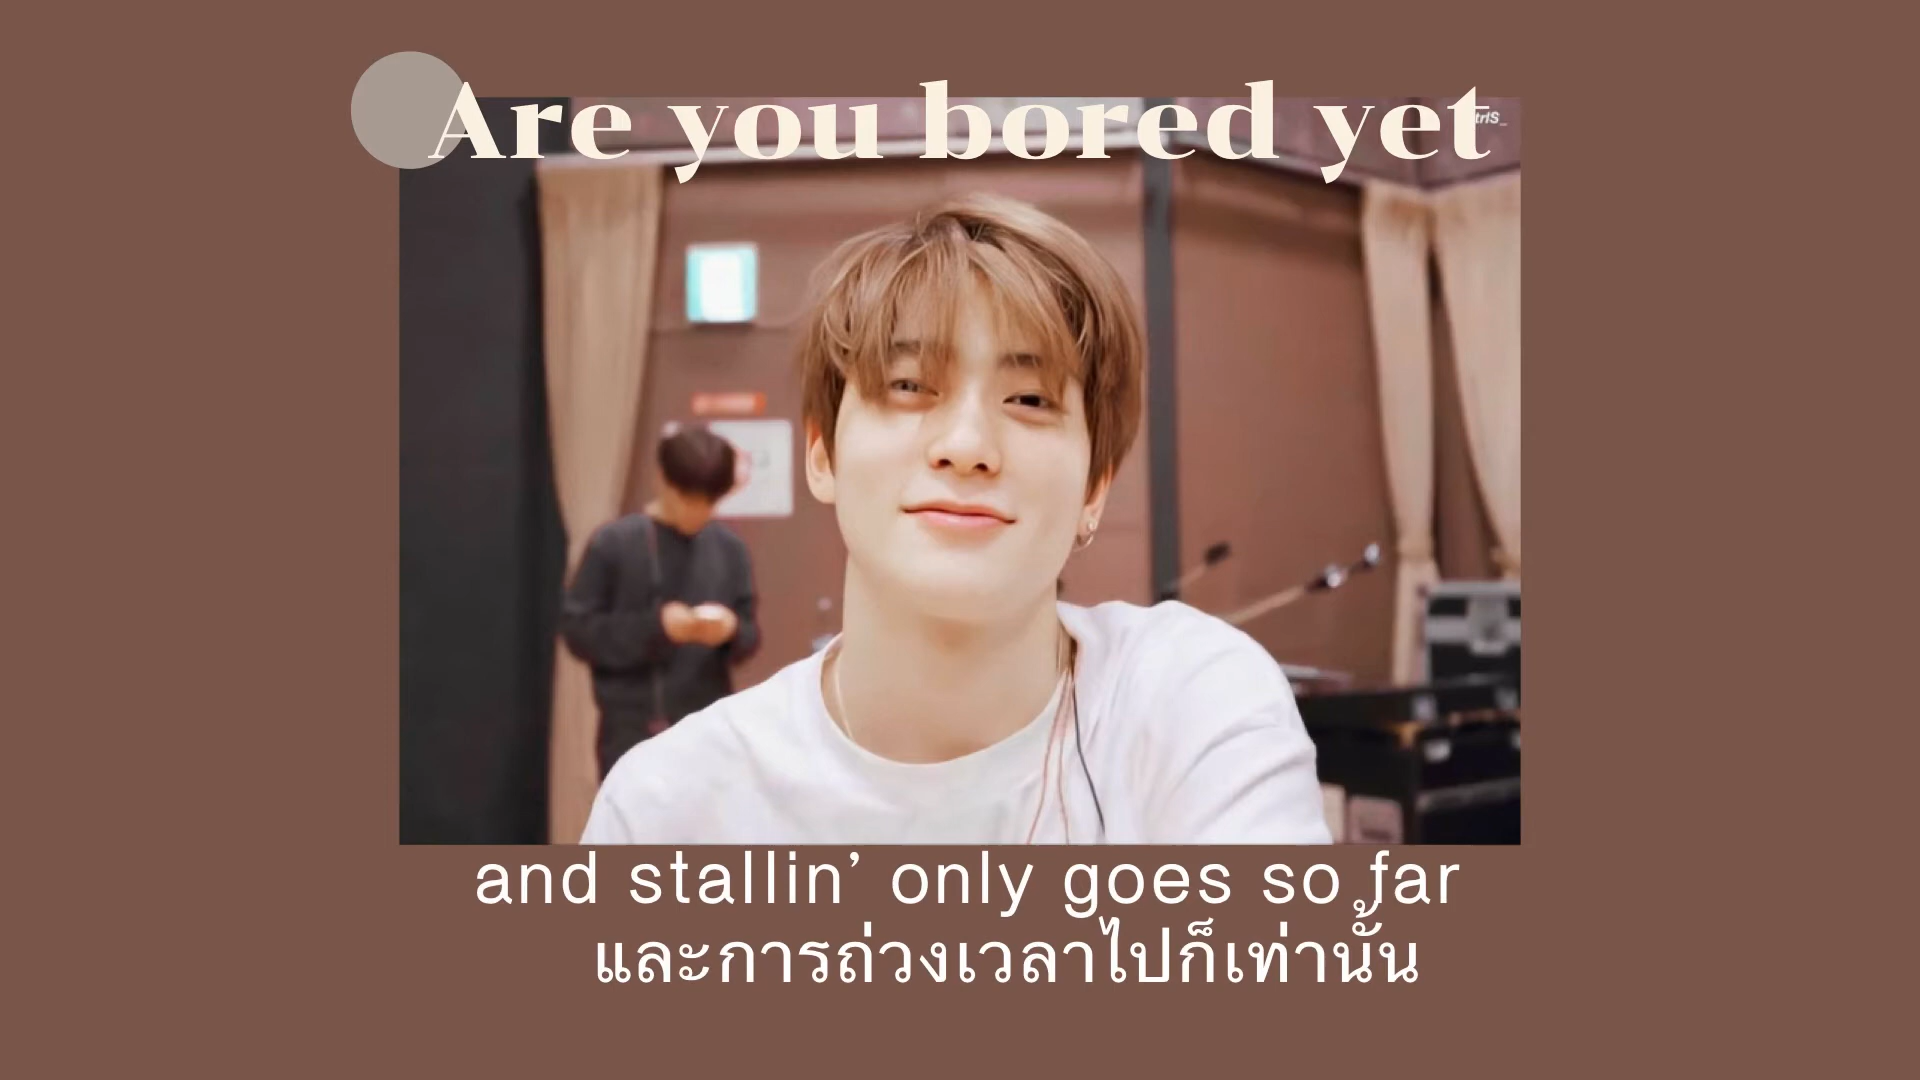 Are you bored yet
trIS_
and stallin’ only goes so far
และการถ่วงเวลาไปก็เท่านั้น